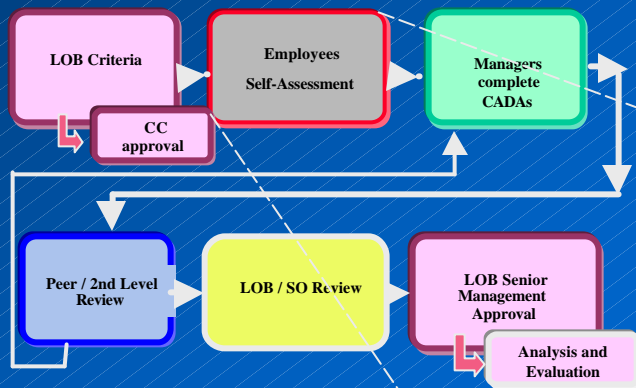 LOB Criteria
CC
approval
Employees
Self-Assessment
Managers
complete
CADAs
Peer / 2nd Level
Review
LOB / SO Review
LOB Senior
Management
Approval
Analysis and
Evaluation